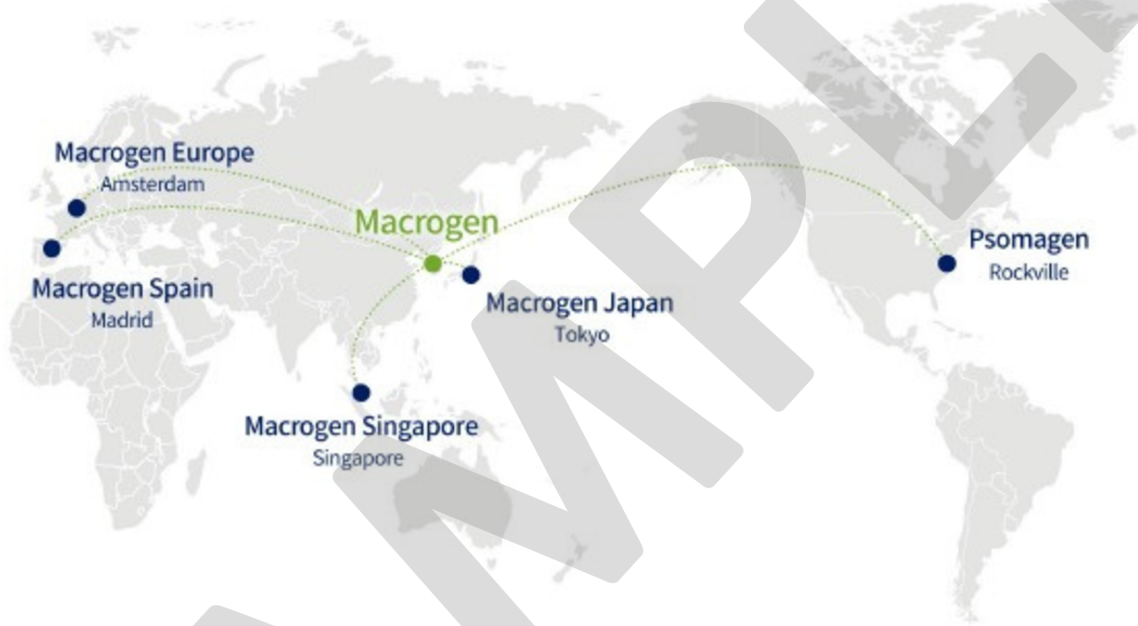 Macrogen Europe
Amsterdam
Macrogen
Psomagen
Rockville
Macrogen Spain
Madrid
Macrogen Japan
Tokyo
Macrogen Singapore
Singapore